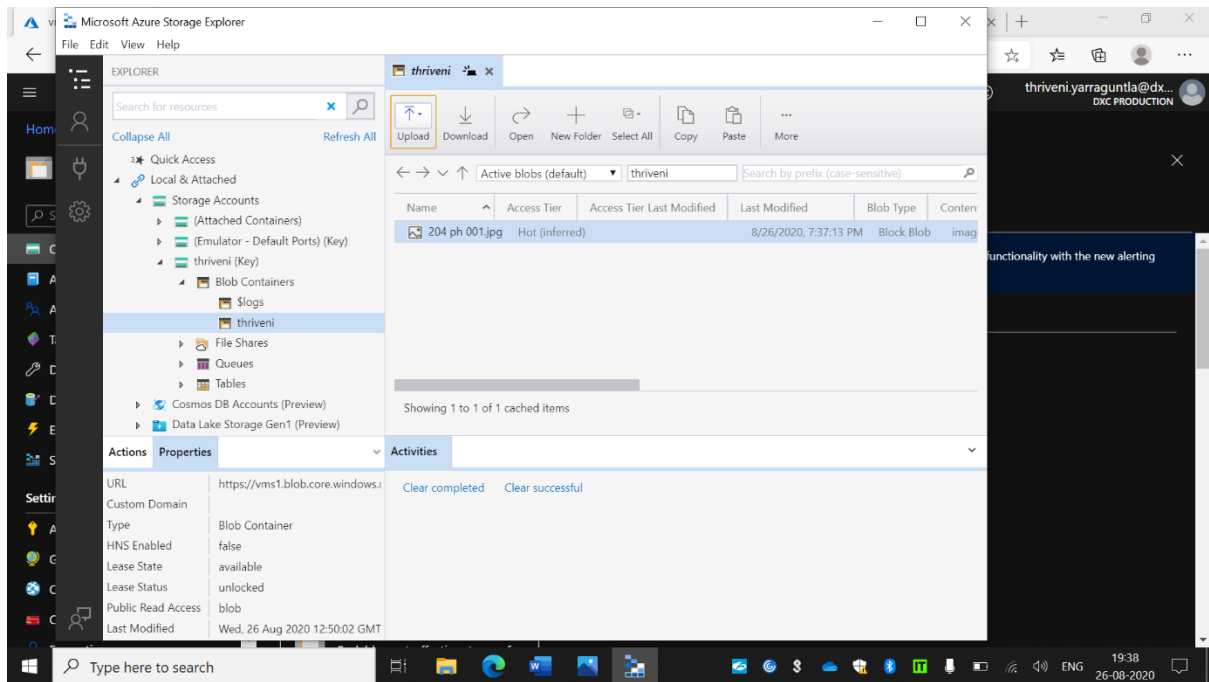 Microsoft Azure Storage Explorer
File Edit View Help
EXPLORER
Search for resources
Collapse All Refresh All
Quick Access
Local & Attached
Storage Accounts
(Attached Containers)
(Emulator - Default Ports) (Key)
thriveni (Key)
Blob Containers
$logs
thriveni
File Shares
Queues
Tables
Cosmos DB Accounts (Preview)
Data Lake Storage Gen1 (Preview)
Actions Properties
URL https://vms1.blob.core.windows.
Custom Domain
Type Blob Container
HNS Enabled false
Lease State available
Lease Status unlocked
Public Read Access blob
Last Modified Wed, 26 Aug 2020 12:50:02 GMT
thriveni
Upload Download Open New Folder Select All Copy Paste More
Active blobs (default) thriveni Search by prefix (case-sensitive)
Name Access Tier Access Tier Last Modified Last Modified Blob Type Conten
204 ph 001.jpg Hot (inferred) 8/26/2020, 7:37:13 PM Block Blob imag
Showing 1 to 1 of 1 cached items
Activities
Clear completed Clear successful
thriveni.yarraguntla@dx...
DXC PRODUCTION
functionality with the new alerting
Hom
Settin
Type here to search
ENG
19:38
26-08-2020